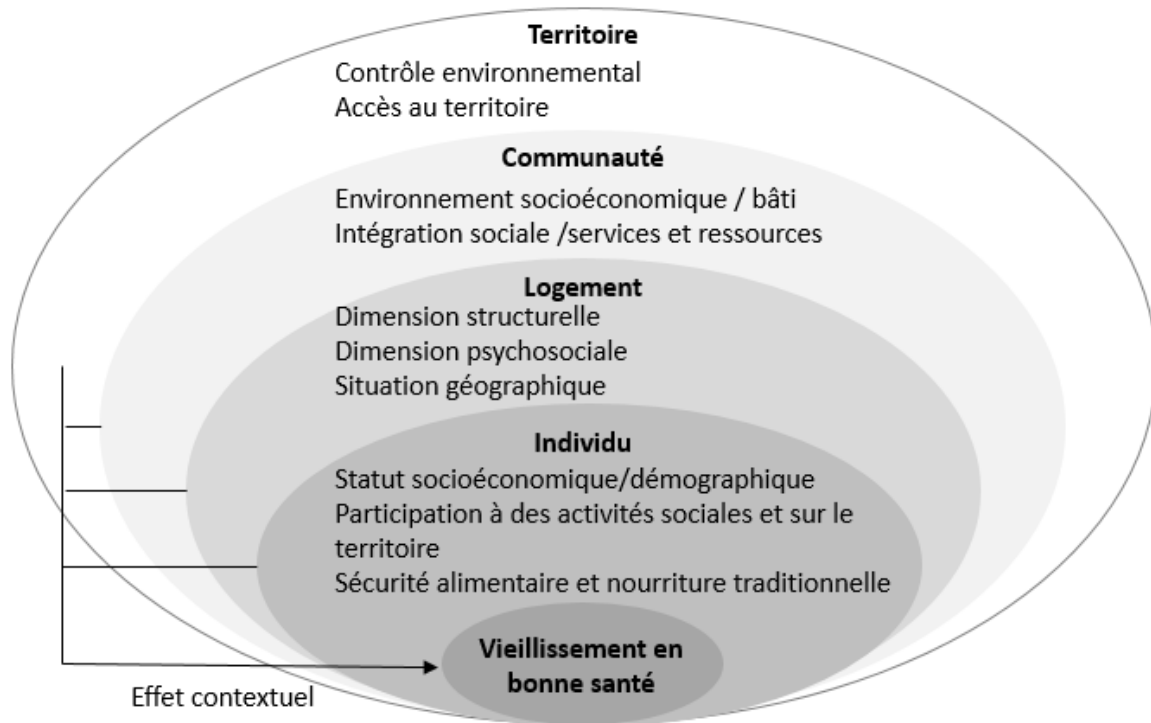 Territoire
Contrôle environnemental
Accès au territoire
Communauté
Environnement socioéconomique / bâti
Intégration sociale /services et ressources
Logement
Dimension structurelle
Dimension psychosociale
Situation géographique
Individu
Statut socioéconomique/démographique
Participation à des activités sociales et sur le
territoire
Sécurité alimentaire et nourriture traditionnelle
Vieillissement en
bonne santé
Effet contextuel